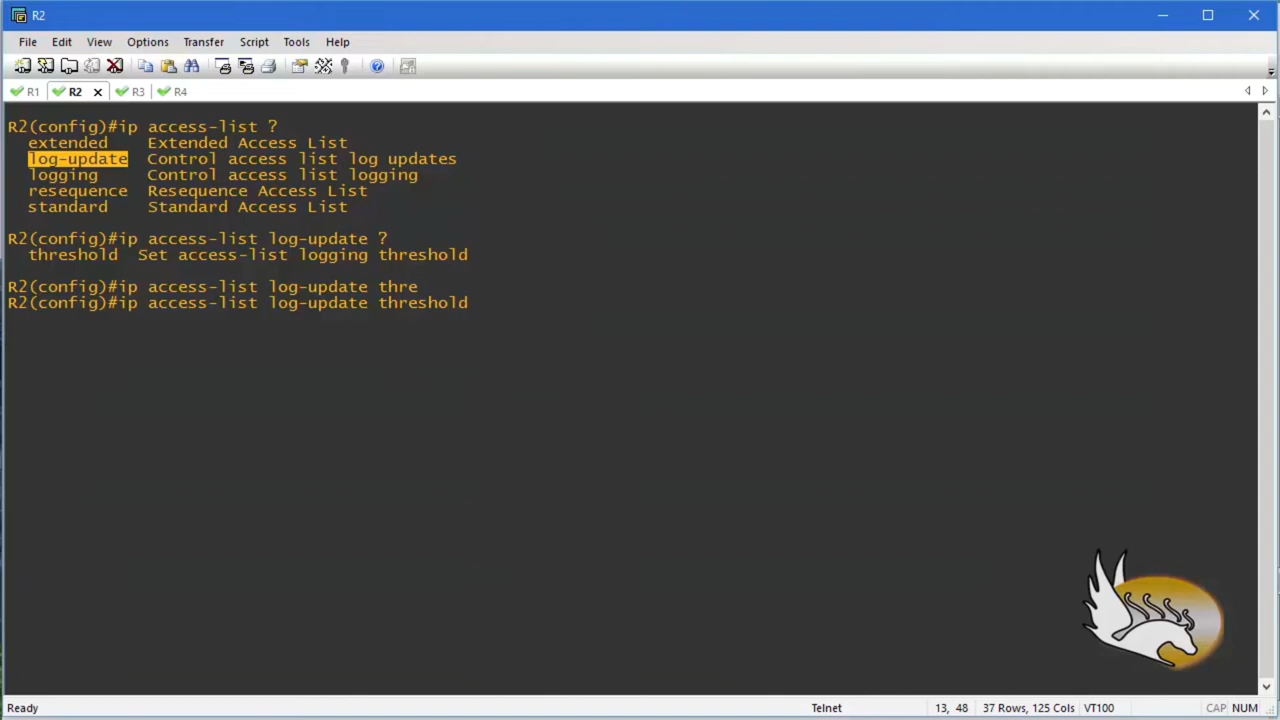 R2
File Edit View Options Transfer Script Tools Help
R1 R2 R3 R4
R2(config)#ip access-list ?
extended Extended Access List
log-update Control access list log updates
logging Control access list logging
resequence Resequence Access List
standard Standard Access List
R2(config)#ip access-list log-update ?
threshold Set access-list logging threshold
R2(config)#ip access-list log-update thre
R2(config)#ip access-list log-update threshold
Ready Telnet 13, 48 37 Rows, 125 Cols VT100 CAP NUM